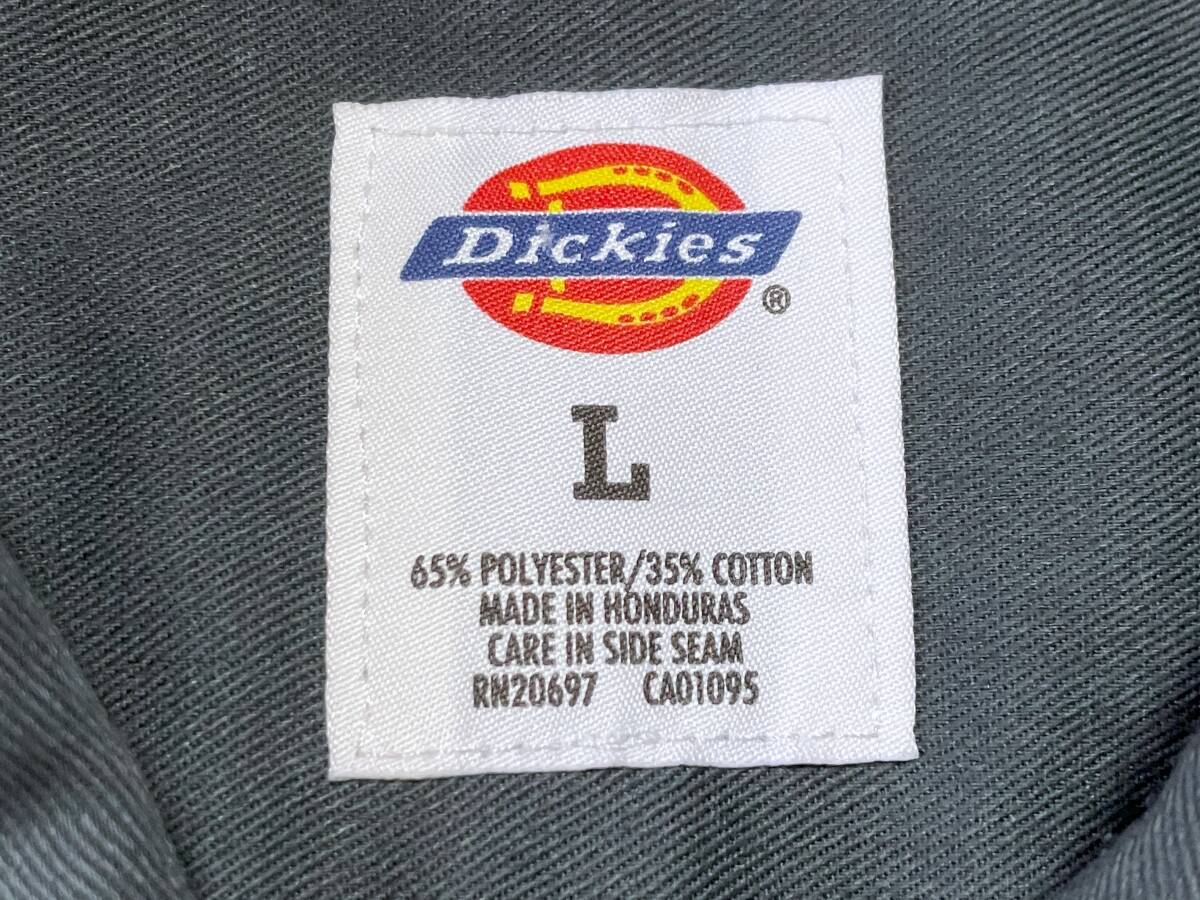 Dickies
®
L
65% POLYESTER/35% COTTON
MADE IN HONDURAS
CARE IN SIDE SEAM
RN20697 CA01095